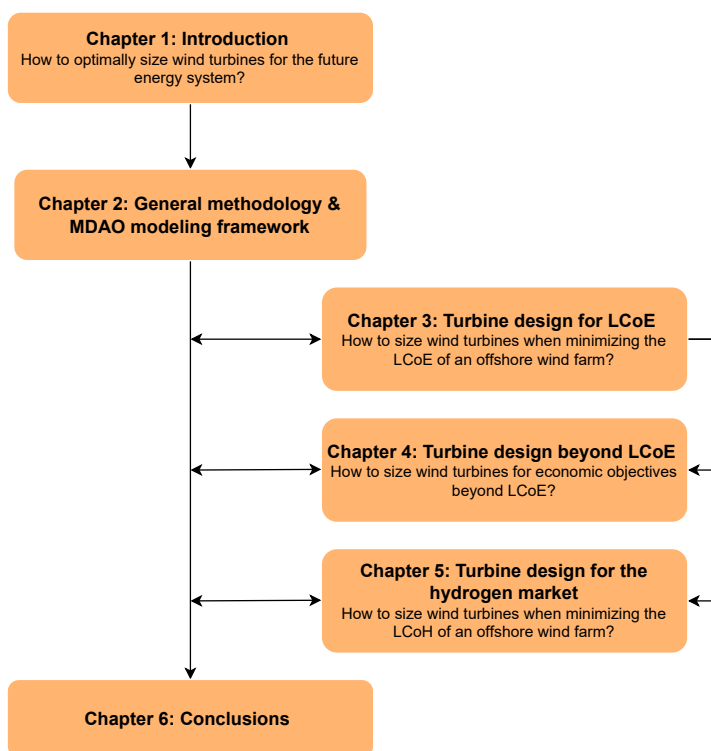 Chapter 1: Introduction
How to optimally size wind turbines for the future
energy system?
Chapter 2: General methodology &
MDAO modeling framework
Chapter 3: Turbine design for LCoE
How to size wind turbines when minimizing the
LCoE of an offshore wind farm?
Chapter 4: Turbine design beyond LCoE
How to size wind turbines for economic objectives
beyond LCoE?
Chapter 5: Turbine design for the
hydrogen market
How to size wind turbines when minimizing the
LCoH of an offshore wind farm?
Chapter 6: Conclusions